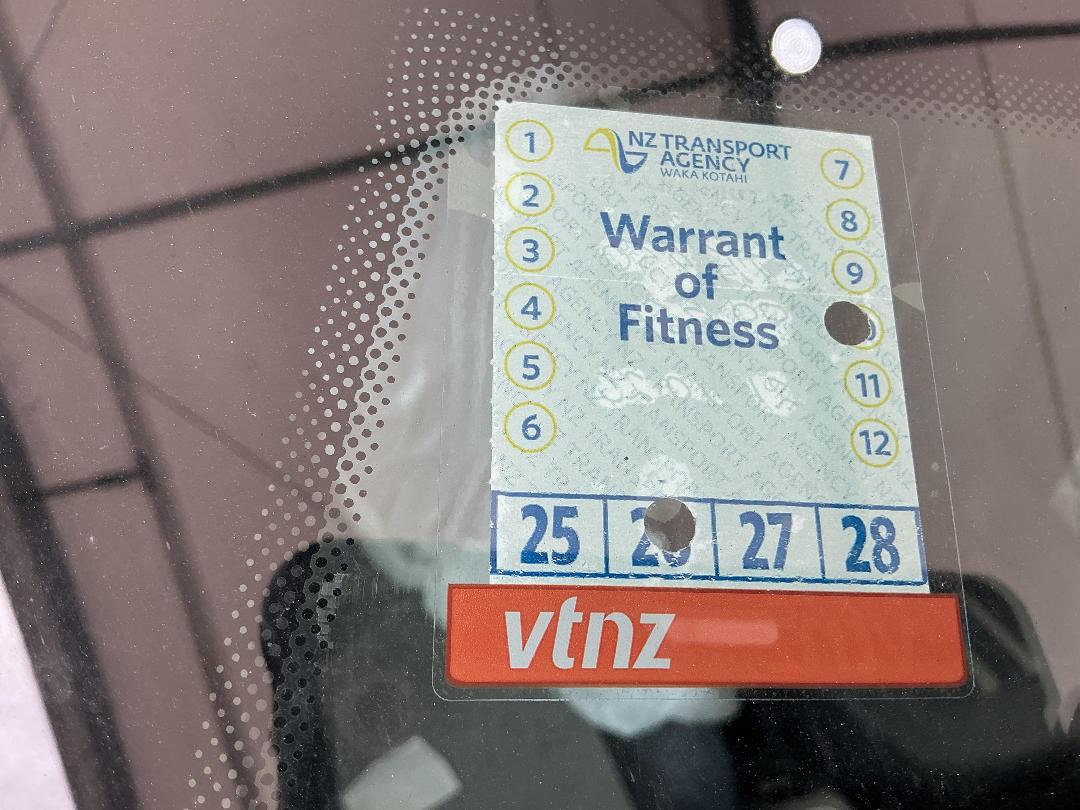 NZ TRANSPORT
AGENCY
WAKA KOTAHI
1
2
3
4
5
6
Warrant
of
Fitness
7
8
9
11
12
25
26
27
28
vtnz